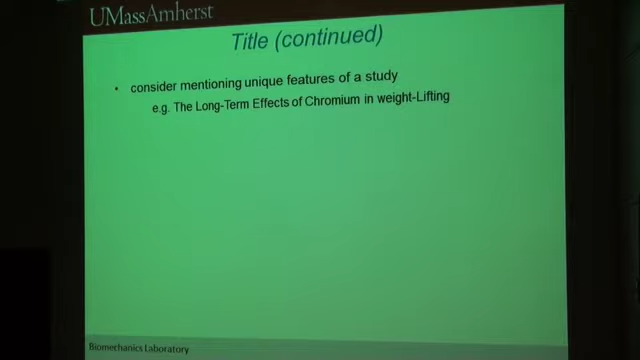 UMassAmherst
Title (continued)
• consider mentioning unique features of a study
e.g. The Long-Term Effects of Chromium in weight-Lifting
Biomechanics Laboratory